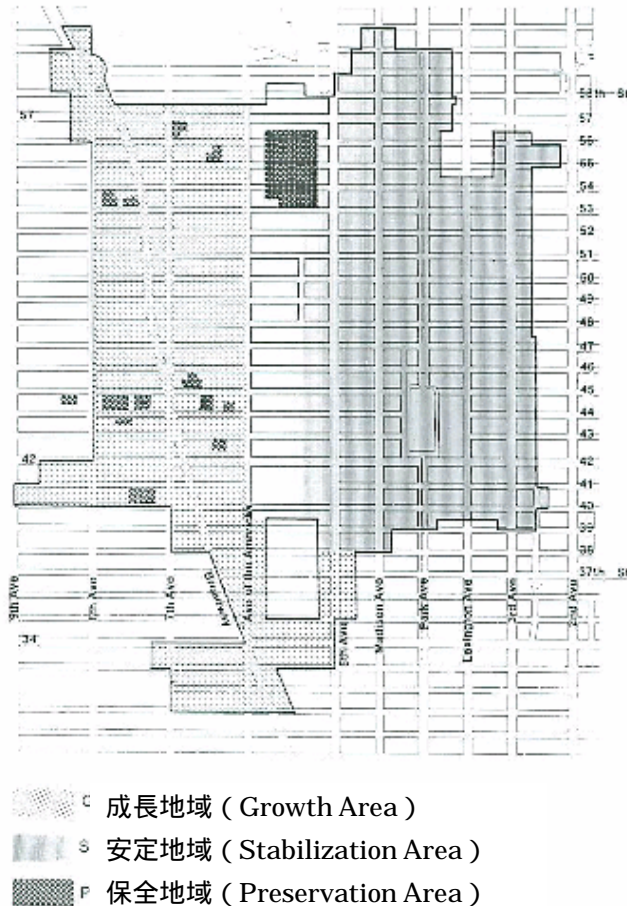 58th St
57
57
56
55
54
53
52
51
50
49
48
47
46
45
44
43
42
42
41
40
39
38
37th St
9th Ave
8th Ave
7th Ave
Broadway
Ave of the Americas
5th Ave
Madison Ave
Park Ave
Lexington Ave
3rd Ave
2nd Ave
34
G 成長地域（Growth Area）
S 安定地域（Stabilization Area）
P 保全地域（Preservation Area）